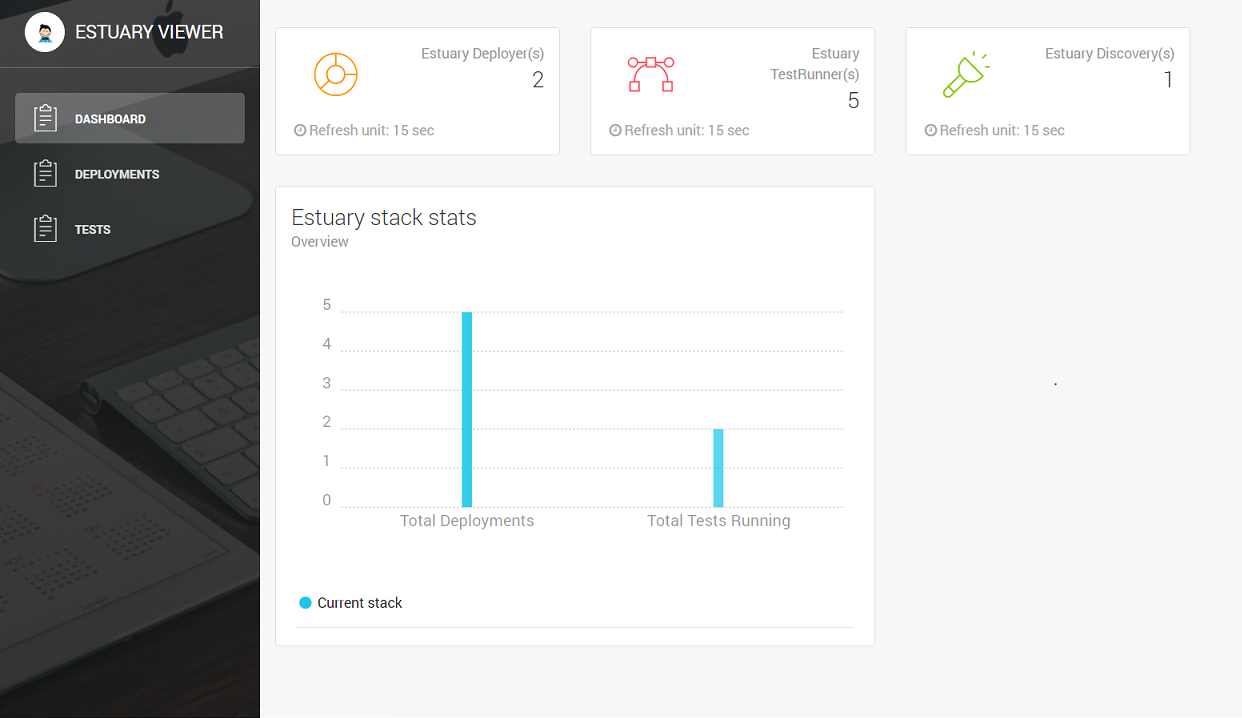 ESTUARY VIEWER
DASHBOARD
DEPLOYMENTS
TESTS
Estuary Deployer(s)
2
Refresh unit: 15 sec
Estuary
TestRunner(s)
5
Refresh unit: 15 sec
Estuary Discovery(s)
1
Refresh unit: 15 sec
Estuary stack stats
Overview
5
4
3
2
1
0
Total Deployments
Total Tests Running
Current stack